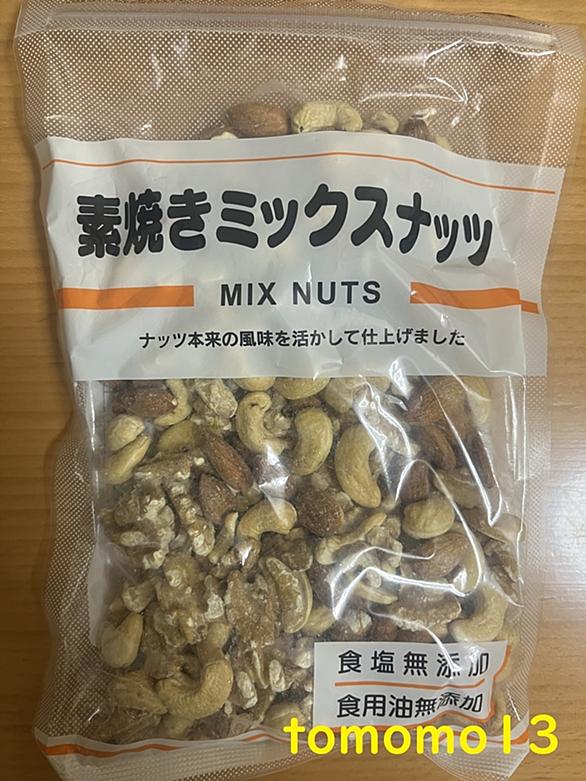 素焼きミックスナッツ
MIX NUTS
ナッツ本来の風味を活かして仕上げました
食塩無添加
食用油無添加
tomomo13